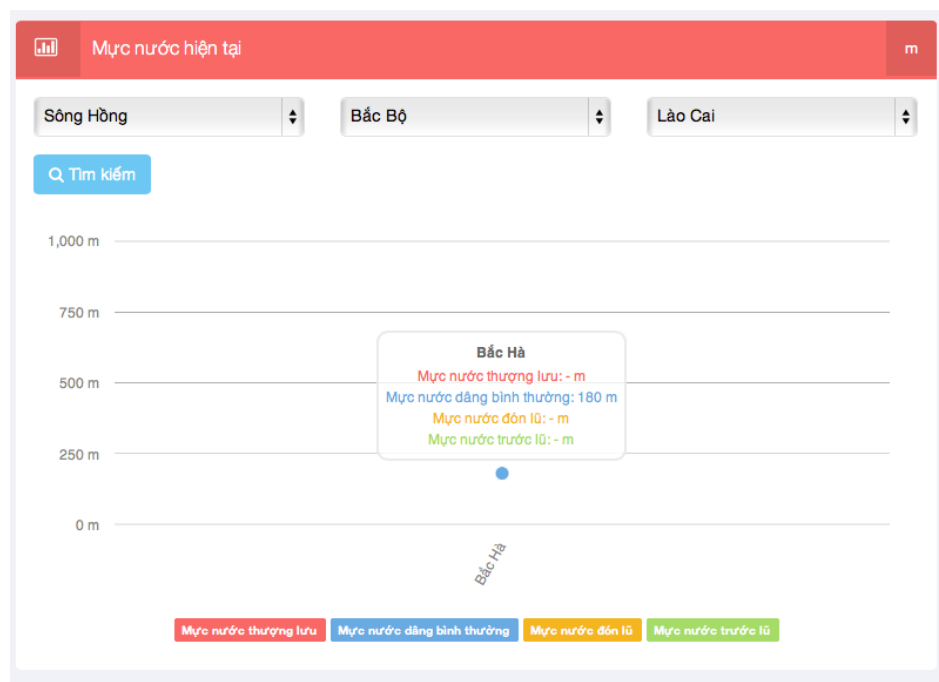 Mực nước hiện tại
m
Sông Hồng
Bắc Bộ
Lào Cai
Tìm kiếm
1,000 m
750 m
500 m
250 m
0 m
Bắc Hà
Mực nước thượng lưu: - m
Mực nước dâng bình thường: 180 m
Mực nước đón lũ: - m
Mực nước trước lũ: - m
Bắc Hà
Mực nước thượng lưu
Mực nước dâng bình thường
Mực nước đón lũ
Mực nước trước lũ